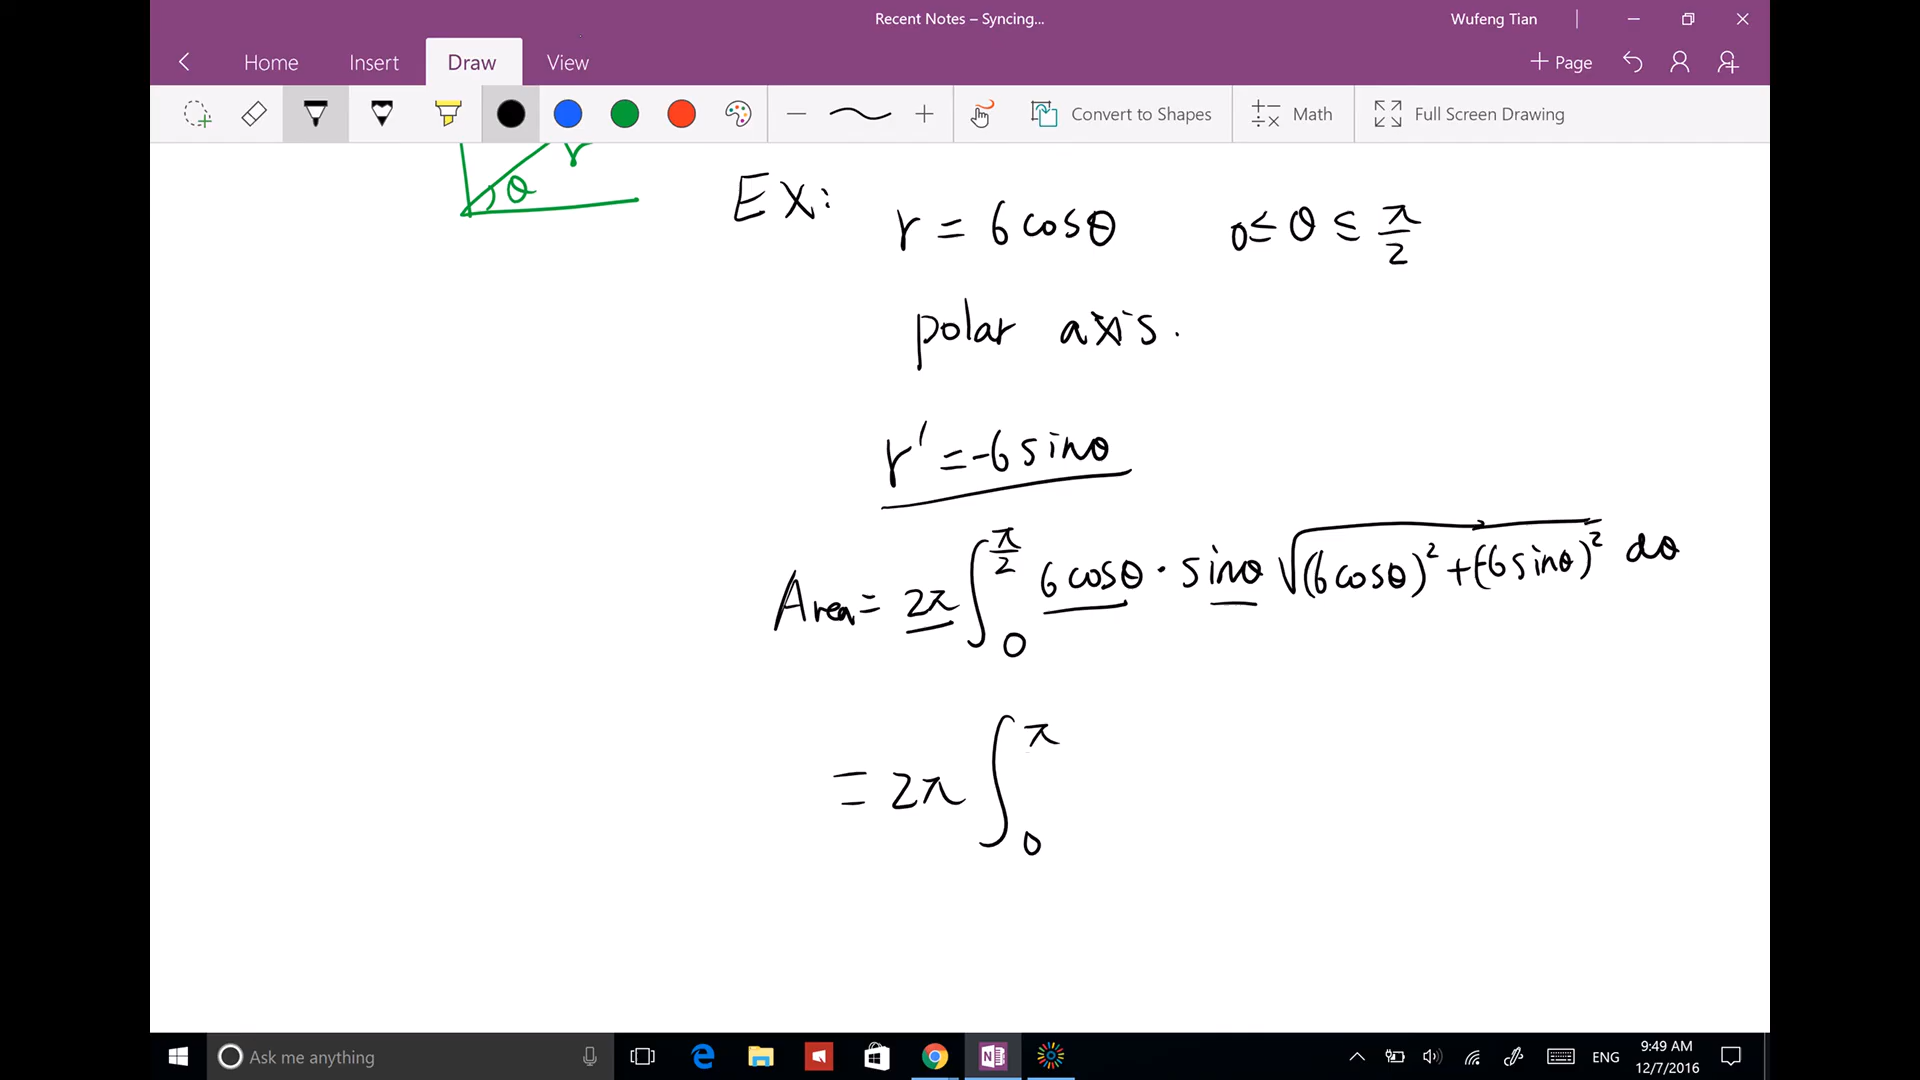 Recent Notes – Syncing...
Wufeng Tian
Home Insert Draw View
Page
Convert to Shapes
Math
Full Screen Drawing
r
θ
Ex:
r = 6 cosθ 0 ≤ θ ≤ π/2
polar axis.
r' = -6 sinθ
Area = 2π ∫₀^(π/2) 6 cosθ · sinθ √((6 cosθ)² + (-6 sinθ)²) dθ
= 2π ∫₀^π
Ask me anything
ENG
9:49 AM
12/7/2016